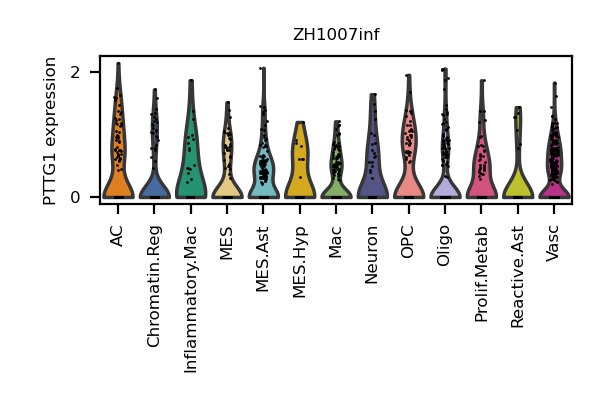 ZH1007inf
PTTG1 expression
2
0
AC
Chromatin.Reg
Inflammatory.Mac
MES
MES.Ast
MES.Hyp
Mac
Neuron
OPC
Oligo
Prolif.Metab
Reactive.Ast
Vasc